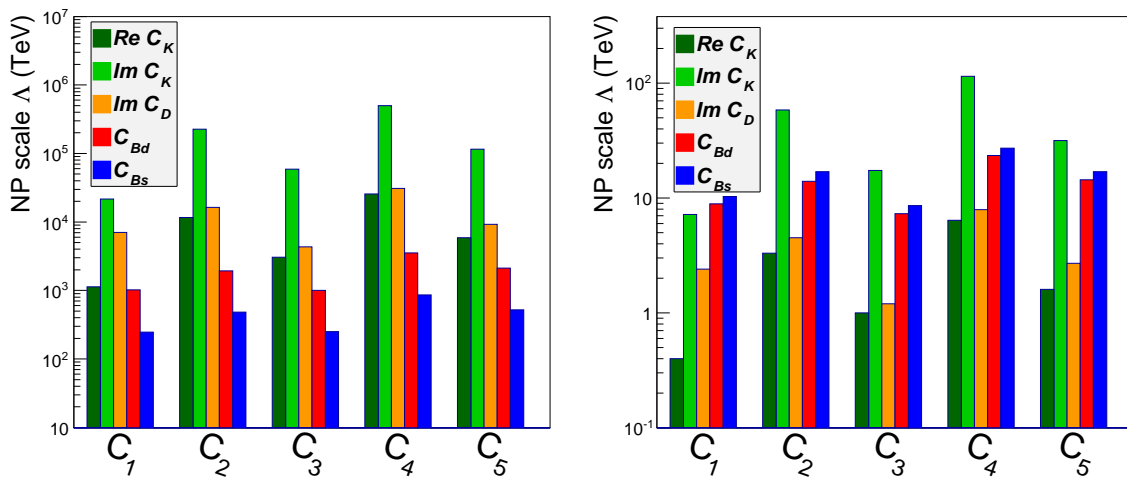 NP scale Λ (TeV)
10^7
10^6
10^5
10^4
10^3
10^2
10
Re C_K
Im C_K
Im C_D
C_Bd
C_Bs
C_1 C_2 C_3 C_4 C_5
NP scale Λ (TeV)
10^2
10
1
10^-1
Re C_K
Im C_K
Im C_D
C_Bd
C_Bs
C_1 C_2 C_3 C_4 C_5